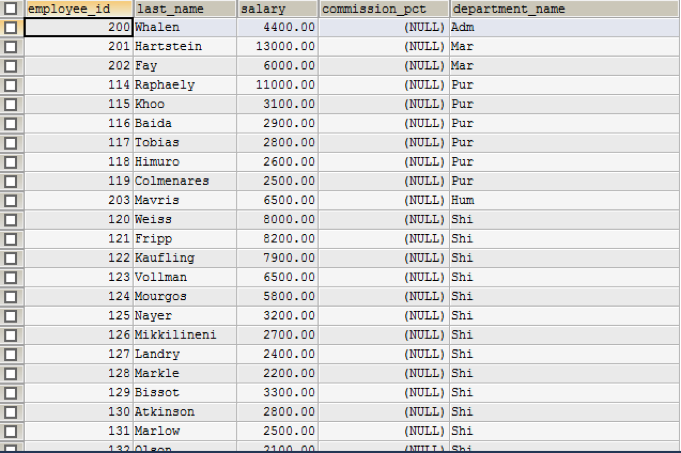 employee_id last_name salary commission_pct department_name
200 Whalen 4400.00 (NULL) Adm
201 Hartstein 13000.00 (NULL) Mar
202 Fay 6000.00 (NULL) Mar
114 Raphaely 11000.00 (NULL) Pur
115 Khoo 3100.00 (NULL) Pur
116 Baida 2900.00 (NULL) Pur
117 Tobias 2800.00 (NULL) Pur
118 Himuro 2600.00 (NULL) Pur
119 Colmenares 2500.00 (NULL) Pur
203 Mavris 6500.00 (NULL) Hum
120 Weiss 8000.00 (NULL) Shi
121 Fripp 8200.00 (NULL) Shi
122 Kaufling 7900.00 (NULL) Shi
123 Vollman 6500.00 (NULL) Shi
124 Mourgos 5800.00 (NULL) Shi
125 Nayer 3200.00 (NULL) Shi
126 Mikkilineni 2700.00 (NULL) Shi
127 Landry 2400.00 (NULL) Shi
128 Markle 2200.00 (NULL) Shi
129 Bissot 3300.00 (NULL) Shi
130 Atkinson 2800.00 (NULL) Shi
131 Marlow 2500.00 (NULL) Shi
132 Olson 2100.00 (NULL) Shi